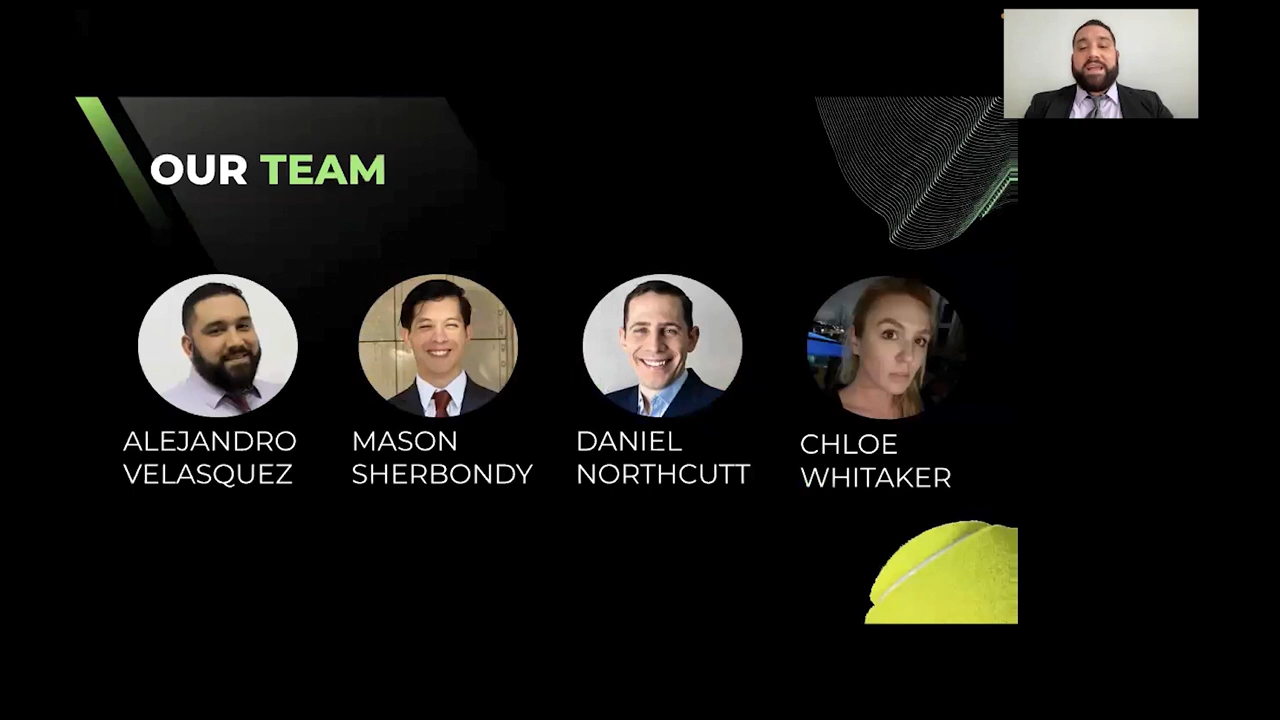 OUR TEAM
ALEJANDRO
VELASQUEZ
MASON
SHERBONDY
DANIEL
NORTHCUTT
CHLOE
WHITAKER